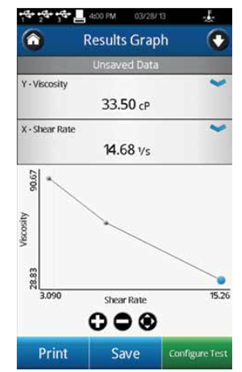 4:00 PM 03/28/13
Results Graph
Unsaved Data
Y - Viscosity
33.50 cP
X - Shear Rate
14.68 1/s
90.67
Viscosity
28.83
3.090 Shear Rate 15.26
Print Save Configure Test